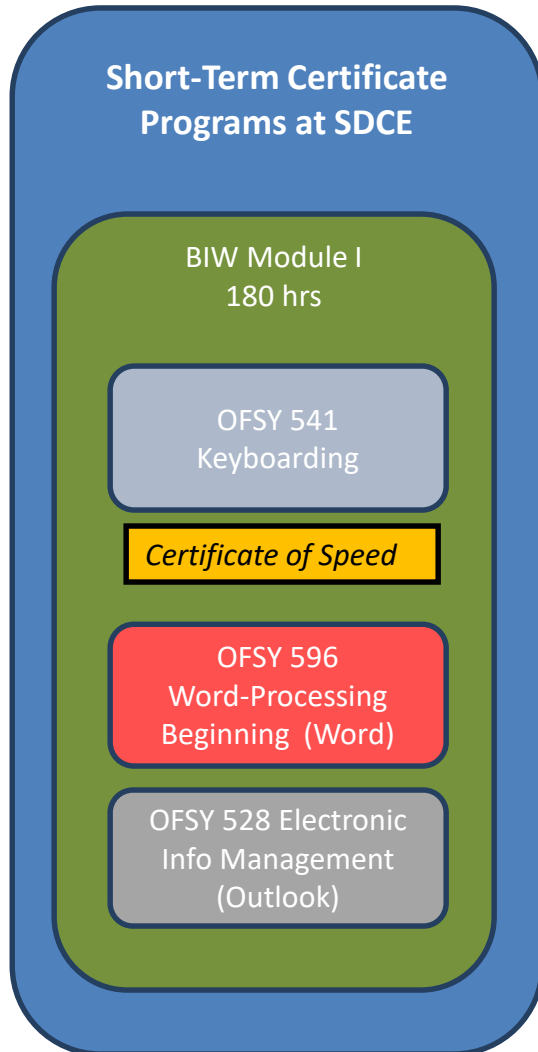 Short-Term Certificate
Programs at SDCE
BIW Module I
180 hrs
OFSY 541
Keyboarding
Certificate of Speed
OFSY 596
Word-Processing
Beginning (Word)
OFSY 528 Electronic
Info Management
(Outlook)